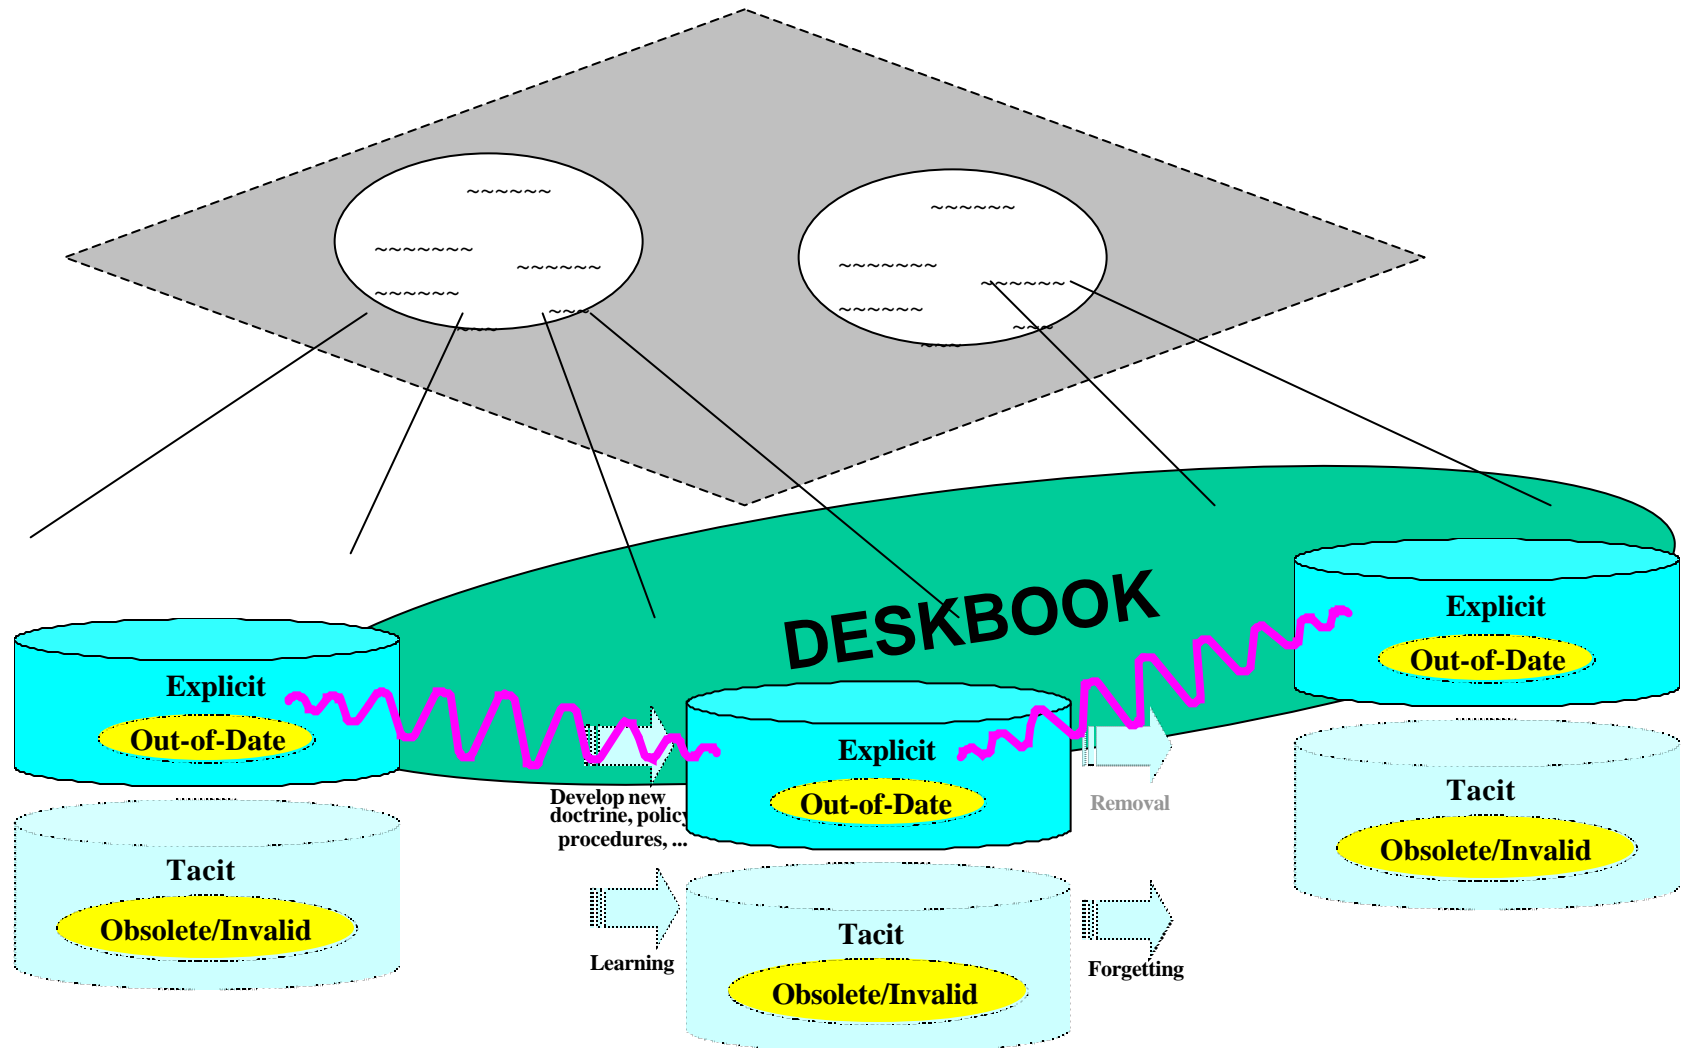 ~~~~~~
~~~~~~~
~~~~~~
~~~~~~
~~~
~~~
~~~~~~
~~~~~~~
~~~~~~
~~~~~~
~~~
~~~
DESKBOOK
Explicit
Out-of-Date
Explicit
Out-of-Date
Explicit
Out-of-Date
Develop new
doctrine, policy
procedures, ...
Removal
Tacit
Obsolete/Invalid
Learning
Tacit
Obsolete/Invalid
Forgetting
Tacit
Obsolete/Invalid